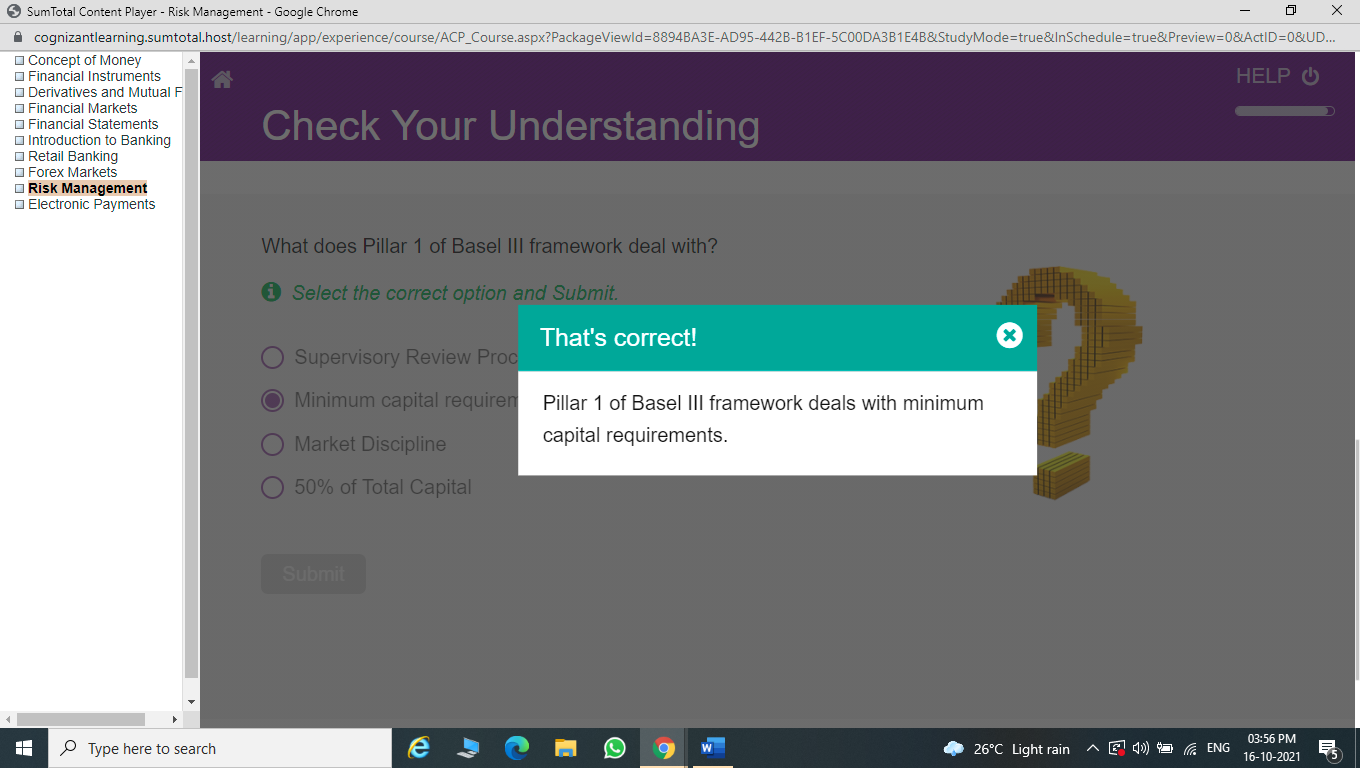 SumTotal Content Player - Risk Management - Google Chrome
cognizantlearning.sumtotal.host/learning/app/experience/course/ACP_Course.aspx?PackageViewId=8894BA3E-AD95-442B-B1EF-5C00DA3B1E4B&StudyMode=true&InSchedule=true&Preview=0&ActID=0&UD...
Concept of Money
Financial Instruments
Derivatives and Mutual F
Financial Markets
Financial Statements
Introduction to Banking
Retail Banking
Forex Markets
Risk Management
Electronic Payments
HELP
Check Your Understanding
What does Pillar 1 of Basel III framework deal with?
Select the correct option and Submit.
Supervisory Review Proc
Minimum capital requirem
Market Discipline
50% of Total Capital
Submit
That's correct!
Pillar 1 of Basel III framework deals with minimum
capital requirements.
Type here to search
26°C Light rain
ENG
03:56 PM
16-10-2021
5